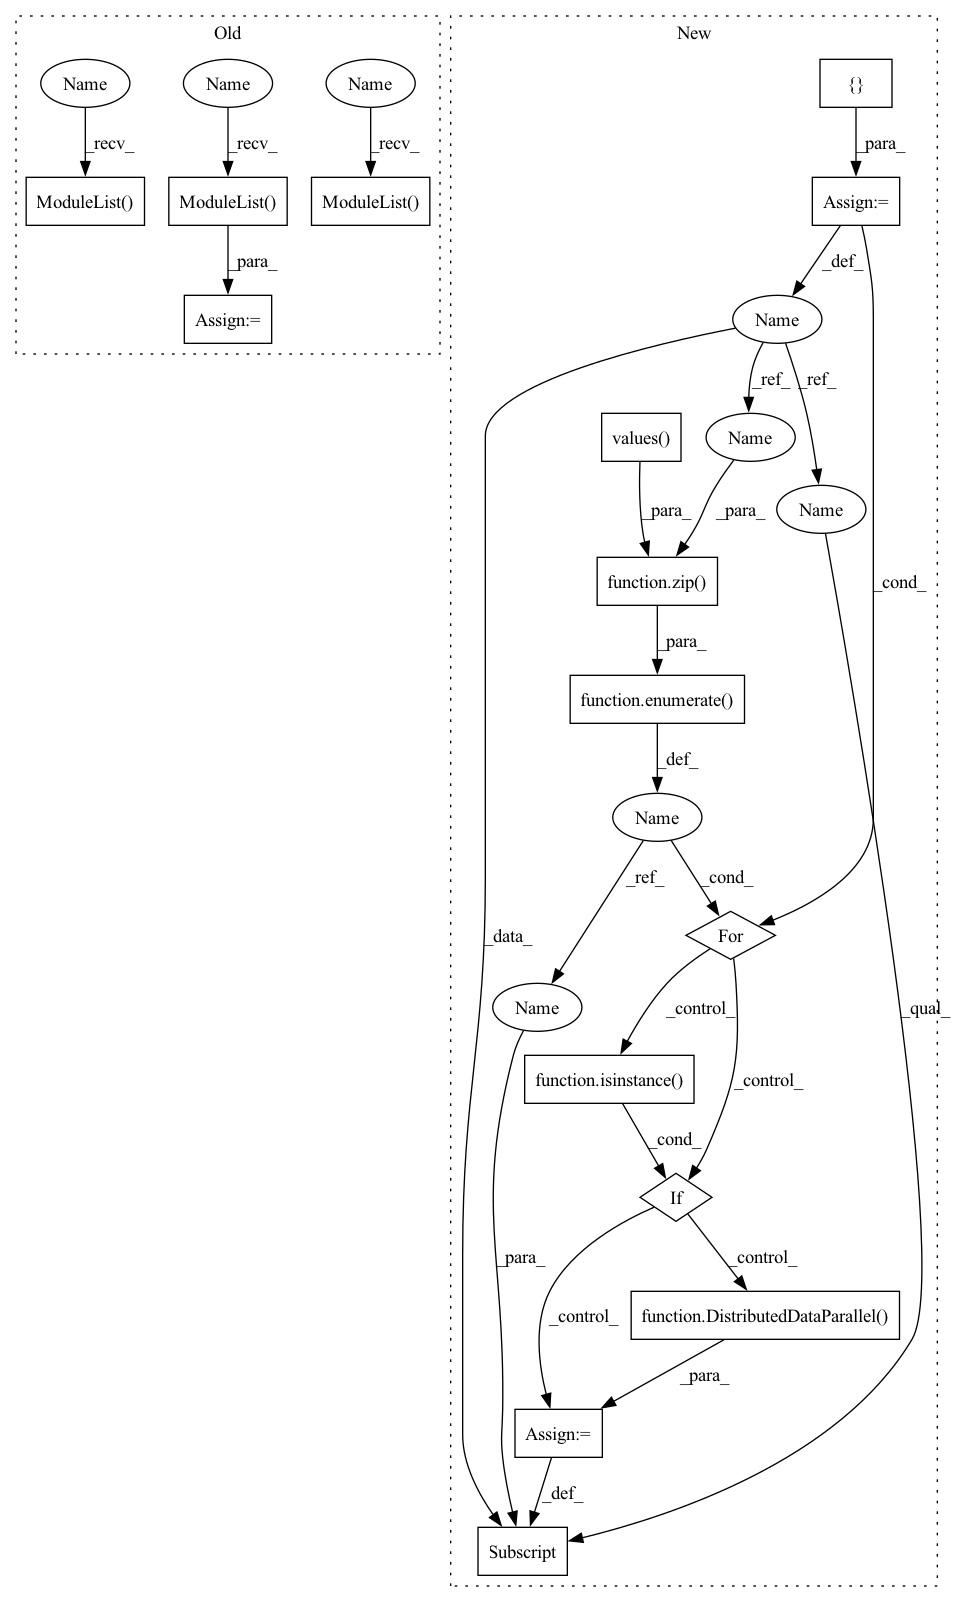 Old
New
Name
Name
Name
{}
_recv_
_recv_
_recv_
_para_
ModuleList()
ModuleList()
ModuleList()
Assign:=
_para_
_def_
Assign:=
Name
_ref_
_ref_
values()
Name
Name
_para_
_para_
function.zip()
_cond_
_para_
function.enumerate()
_def_
Name
_ref_
_cond_
_data_
For
Name
_control_
_qual_
function.isinstance()
_control_
_cond_
If
_para_
_control_
_control_
function.DistributedDataParallel()
_para_
Assign:=
_def_
Subscript